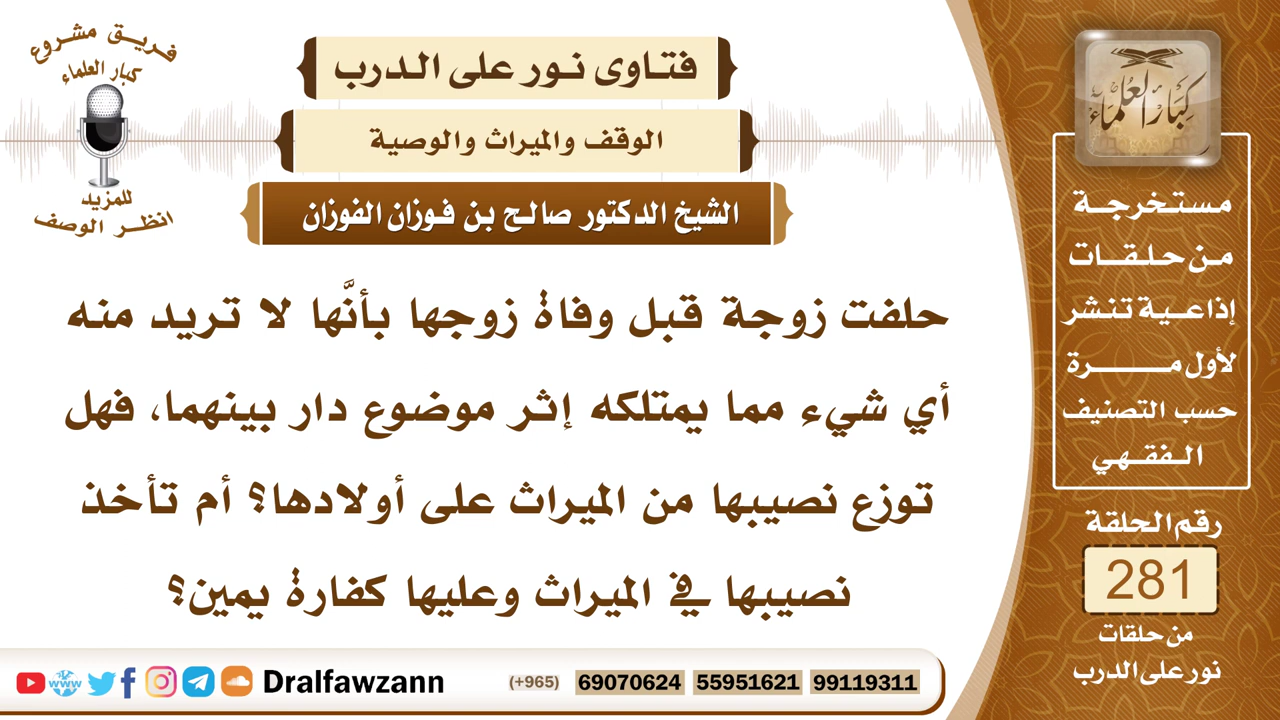 فريق مشروع
كبار العلماء
للمزيد
انظر الوصف
فتاوى نور على الدرب
الوقف والميراث والوصية
الشيخ الدكتور صالح بن فوزان الفوزان
حلفت زوجة قبل وفاة زوجها بأنَّها لا تريد منه
أي شيء مما يمتلكه إثر موضوع دار بينهما، فهل
توزع نصيبها من الميراث على أولادها؟ أم تأخذ
نصيبها في الميراث وعليها كفارة يمين؟
كبار العلماء
مستخرجة
من حلقات
إذاعية تنشر
لأول مرة
حسب التصنيف
الفقهي
رقم الحلقة
281
من حلقات
نور على الدرب
www Dralfawzann (+965) 69070624 55951621 99119311